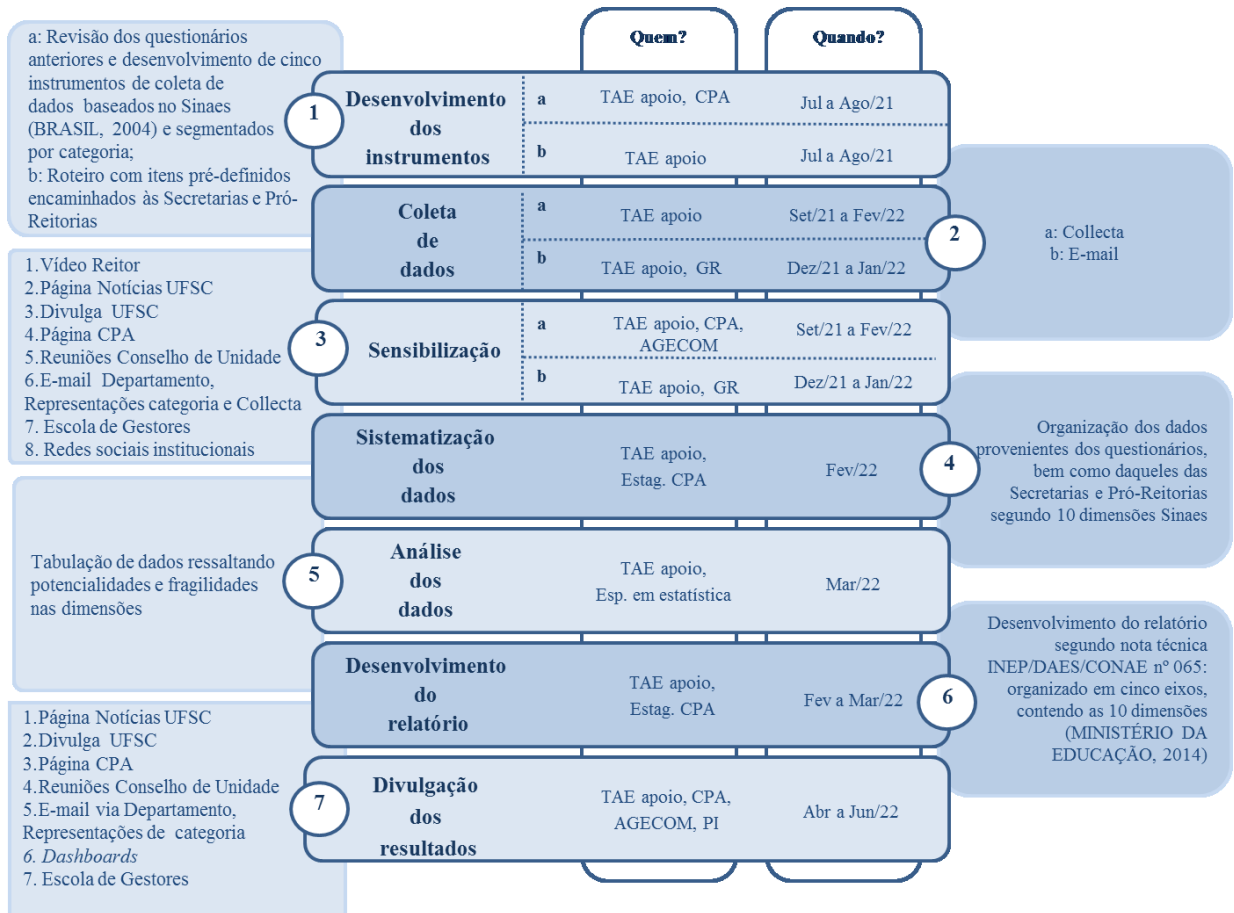 Quem?
Quando?
a: Revisão dos questionários
anteriores e desenvolvimento de cinco
instrumentos de coleta de
dados baseados no Sinaes
(BRASIL, 2004) e segmentados
por categoria;
b: Roteiro com itens pré-definidos
encaminhados às Secretarias e Pró-
Reitorias
1
Desenvolvimento
dos
instrumentos
a
TAE apoio, CPA
Jul a Ago/21
b
TAE apoio
Jul a Ago/21
Coleta
de
dados
a
TAE apoio
Set/21 a Fev/22
b
TAE apoio, GR
Dez/21 a Jan/22
2
a: Collecta
b: E-mail
1.Vídeo Reitor
2.Página Notícias UFSC
3.Divulga UFSC
4.Página CPA
5.Reuniões Conselho de Unidade
6.E-mail Departamento,
Representações categoria e Collecta
7. Escola de Gestores
8. Redes sociais institucionais
3
Sensibilização
a
TAE apoio, CPA,
AGECOM
Set/21 a Fev/22
b
TAE apoio, GR
Dez/21 a Jan/22
Sistematização
dos
dados
TAE apoio,
Estag. CPA
Fev/22
4
Organização dos dados
provenientes dos questionários,
bem como daqueles das
Secretarias e Pró-Reitorias
segundo 10 dimensões Sinaes
Tabulação de dados ressaltando
potencialidades e fragilidades
nas dimensões
5
Análise
dos
dados
TAE apoio,
Esp. em estatística
Mar/22
Desenvolvimento
do
relatório
TAE apoio,
Estag. CPA
Fev a Mar/22
6
Desenvolvimento do relatório
segundo nota técnica
INEP/DAES/CONAE nº 065:
organizado em cinco eixos,
contendo as 10 dimensões
(MINISTÉRIO DA
EDUCAÇÃO, 2014)
1.Página Notícias UFSC
2.Divulga UFSC
3.Página CPA
4.Reuniões Conselho de Unidade
5.E-mail via Departamento,
Representações de categoria
6. Dashboards
7. Escola de Gestores
7
Divulgação
dos
resultados
TAE apoio, CPA,
AGECOM, PI
Abr a Jun/22